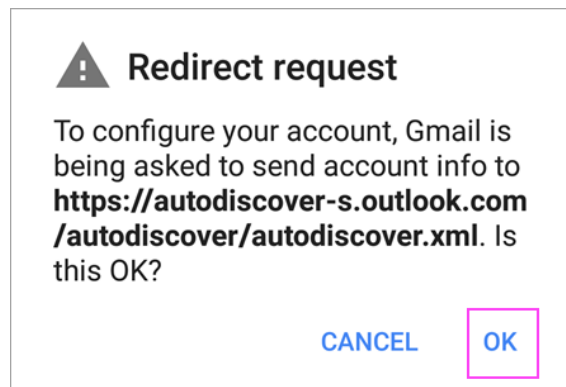 Redirect request
To configure your account, Gmail is
being asked to send account info to
https://autodiscover-s.outlook.com
/autodiscover/autodiscover.xml. Is
this OK?
CANCEL OK